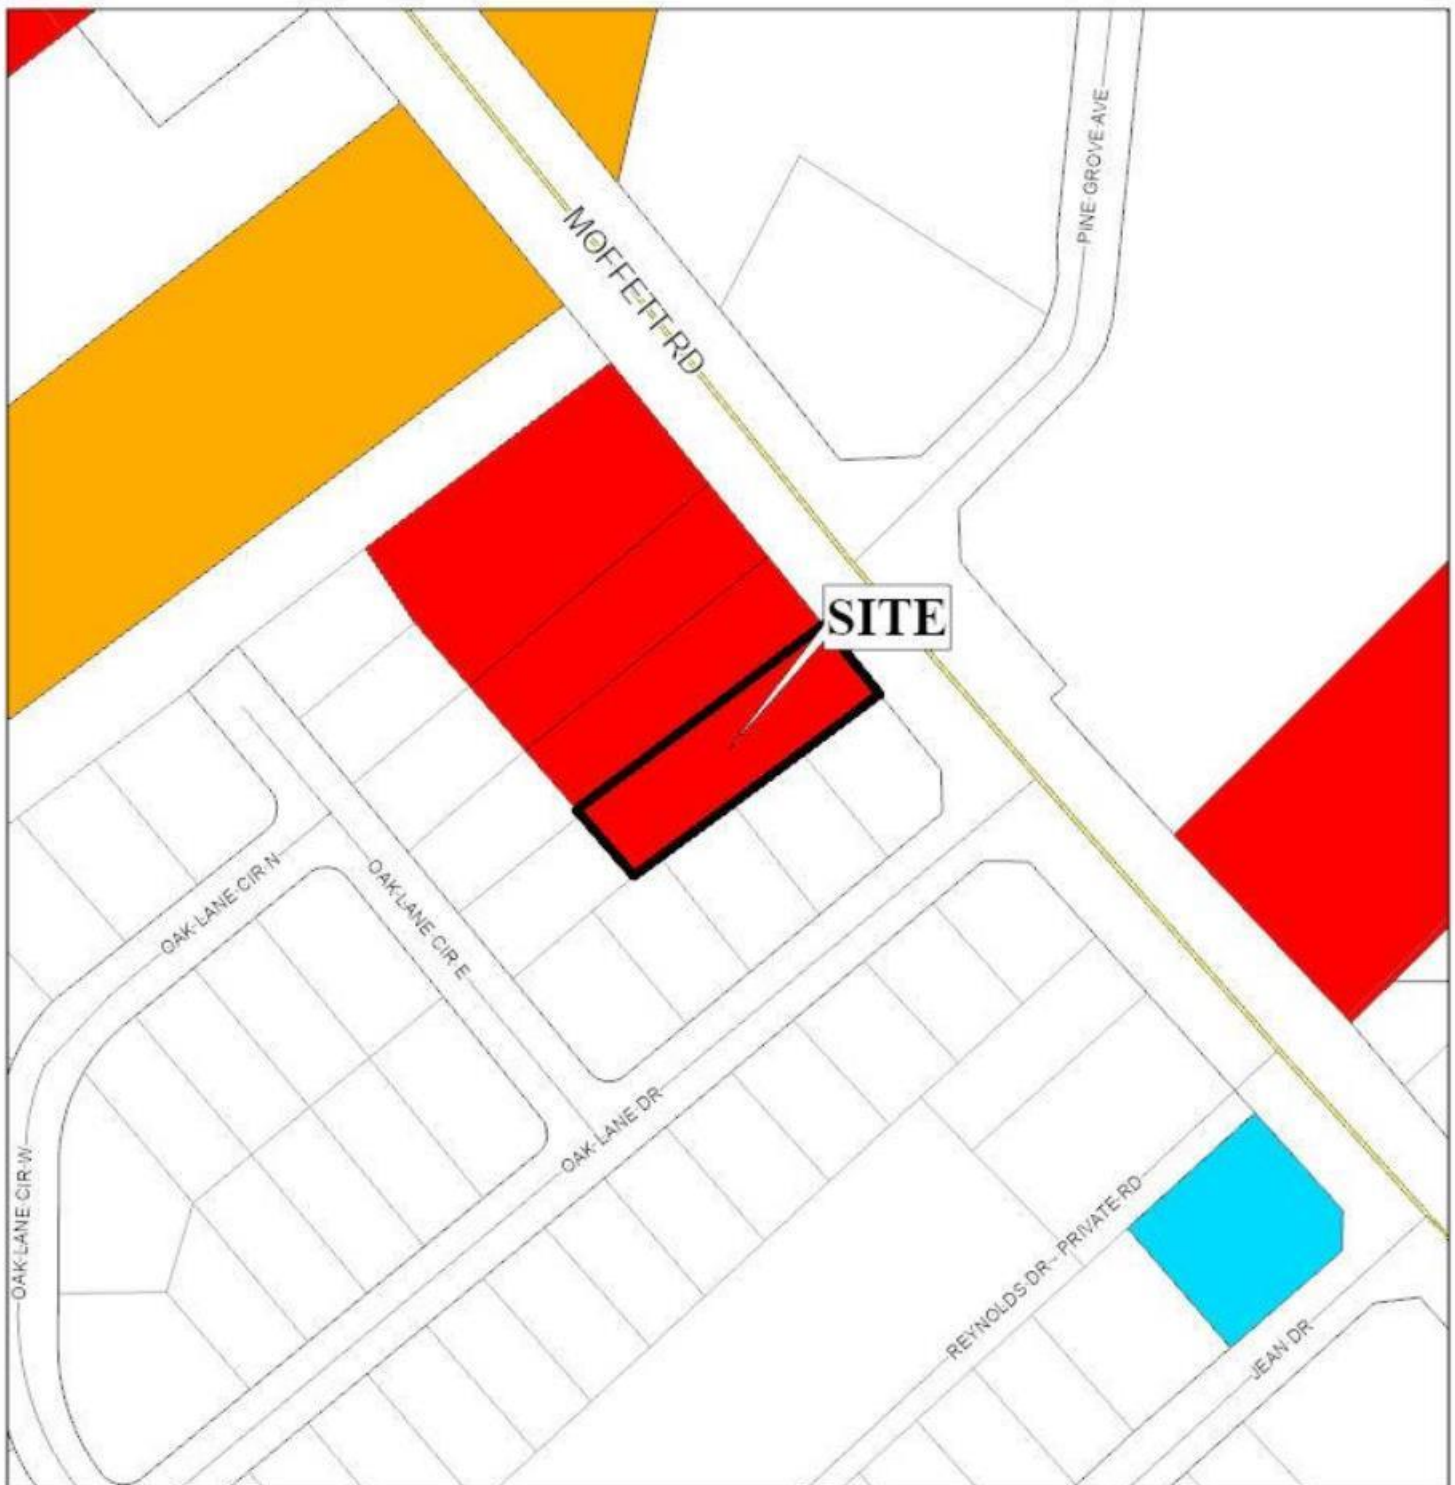 PINE GROVE AVE
MOFFETT RD
SITE
OAK LANE CIR N
OAK LANE CIR E
OAK LANE DR
OAK LANE CIR W
REYNOLDS DR - PRIVATE RD
JEAN DR